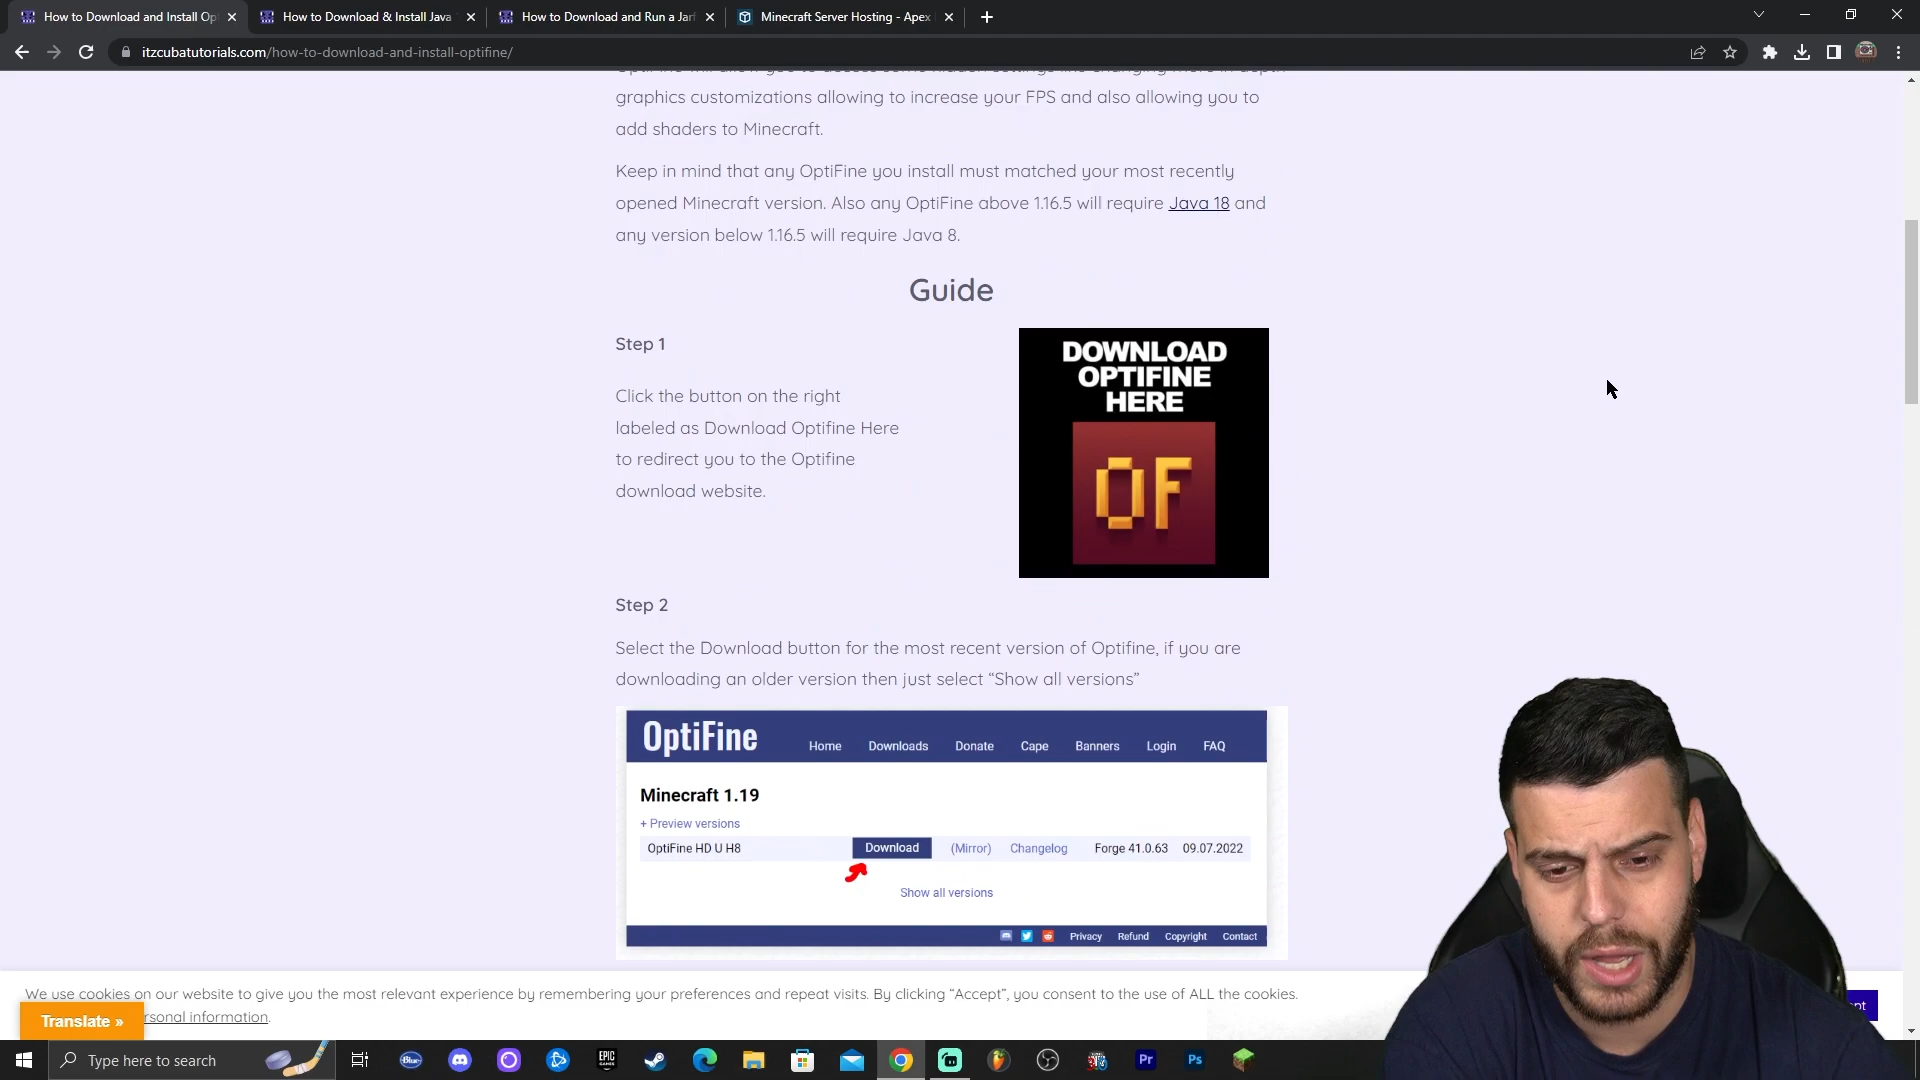 How to Download and Install Op
How to Download & Install Java
How to Download and Run a Jar
Minecraft Server Hosting - Apex
itzcubatutorials.com/how-to-download-and-install-optifine/
graphics customizations allowing to increase your FPS and also allowing you to
add shaders to Minecraft.
Keep in mind that any OptiFine you install must matched your most recently
opened Minecraft version. Also any OptiFine above 1.16.5 will require Java 18 and
any version below 1.16.5 will require Java 8.
Guide
Step 1
Click the button on the right
labeled as Download Optifine Here
to redirect you to the Optifine
download website.
DOWNLOAD
OPTIFINE
HERE
OF
Step 2
Select the Download button for the most recent version of Optifine, if you are
downloading an older version then just select “Show all versions”
OptiFine Home Downloads Donate Cape Banners Login FAQ
Minecraft 1.19
+ Preview versions
OptiFine HD U H8 Download (Mirror) Changelog Forge 41.0.63 09.07.2022
Show all versions
Privacy Refund Copyright Contact
We use cookies on our website to give you the most relevant experience by remembering your preferences and repeat visits. By clicking “Accept”, you consent to the use of ALL the cookies.
rsonal information.
Translate »
Type here to search
Blue
EPIC
GAMES
Pr
Ps